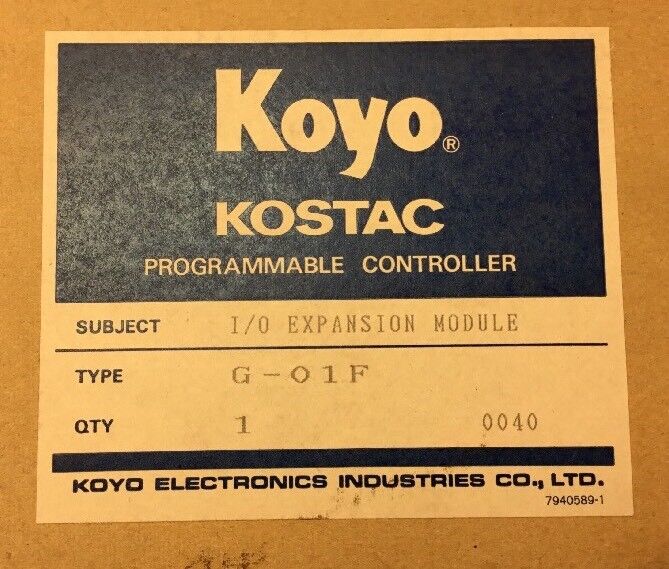 Koyo®
KOSTAC
PROGRAMMABLE CONTROLLER
SUBJECT I/O EXPANSION MODULE
TYPE G-01F
QTY 1 0040
KOYO ELECTRONICS INDUSTRIES CO., LTD.
7940589-1